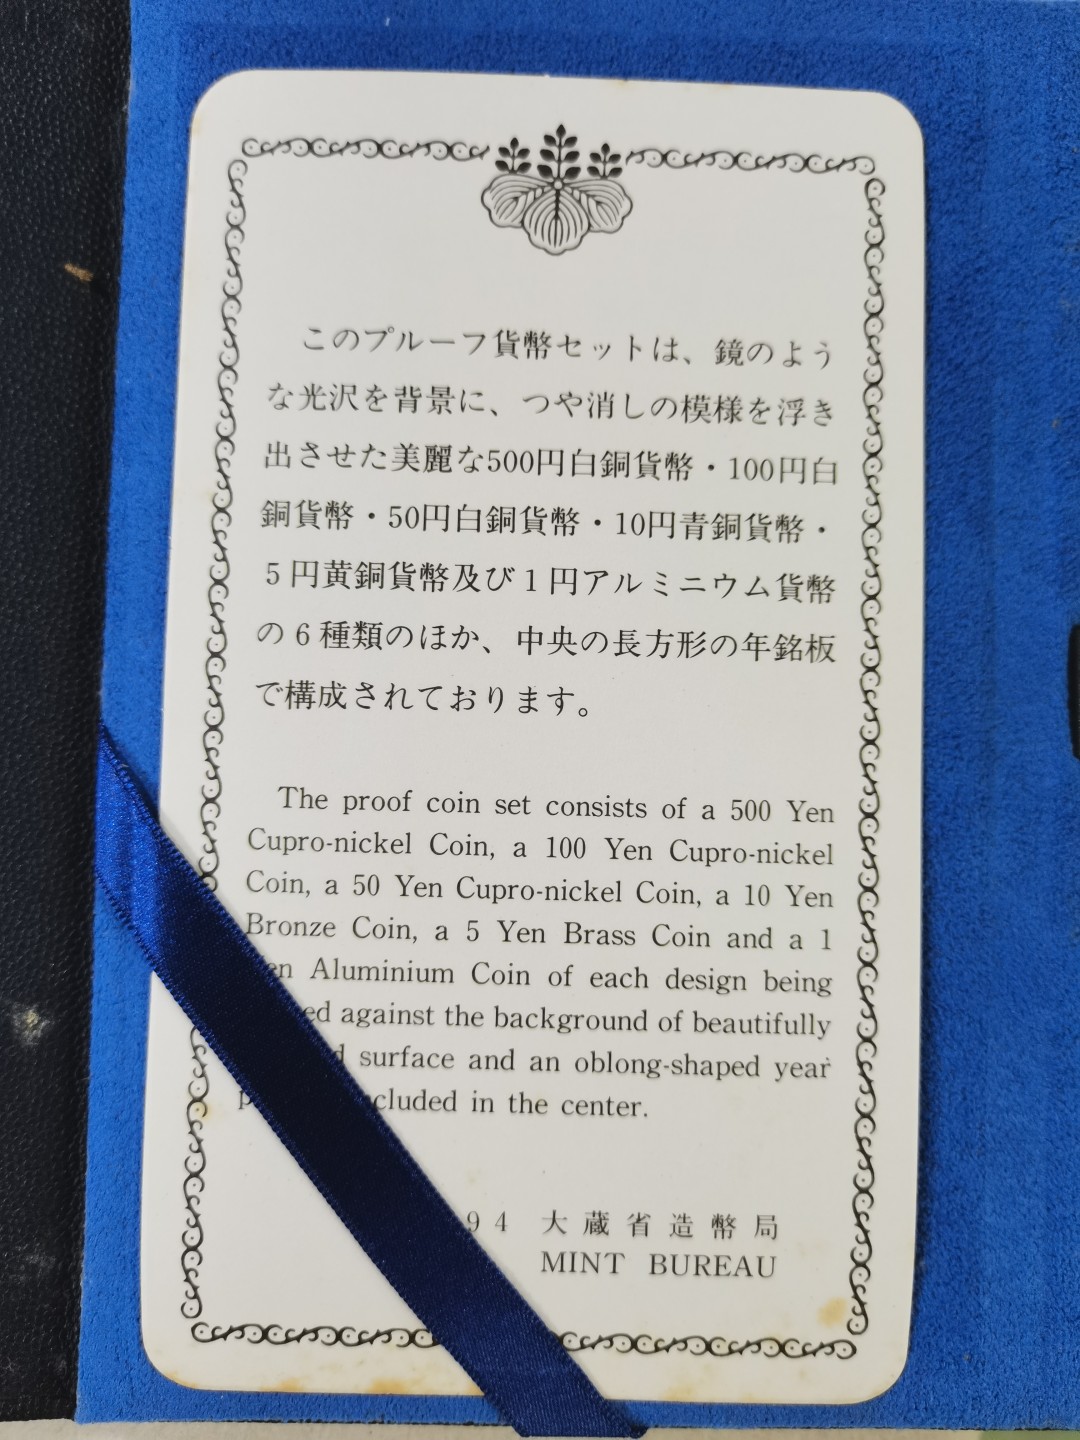 このプルーフ貨幣セットは、鏡のよう
な光沢を背景に、つや消しの模様を浮き
出させた美麗な500円白銅貨幣・100円白
銅貨幣・50円白銅貨幣・10円青銅貨幣・
5円黄銅貨幣及び1円アルミニウム貨幣
の6種類のほか、中央の長方形の年銘板
で構成されております。
The proof coin set consists of a 500 Yen
Cupro-nickel Coin, a 100 Yen Cupro-nickel
Coin, a 50 Yen Cupro-nickel Coin, a 10 Yen
Bronze Coin, a 5 Yen Brass Coin and a 1
Aluminium Coin of each design being
against the background of beautifully
surface and an oblong-shaped year
in the center.
94 大蔵省造幣局
MINT BUREAU